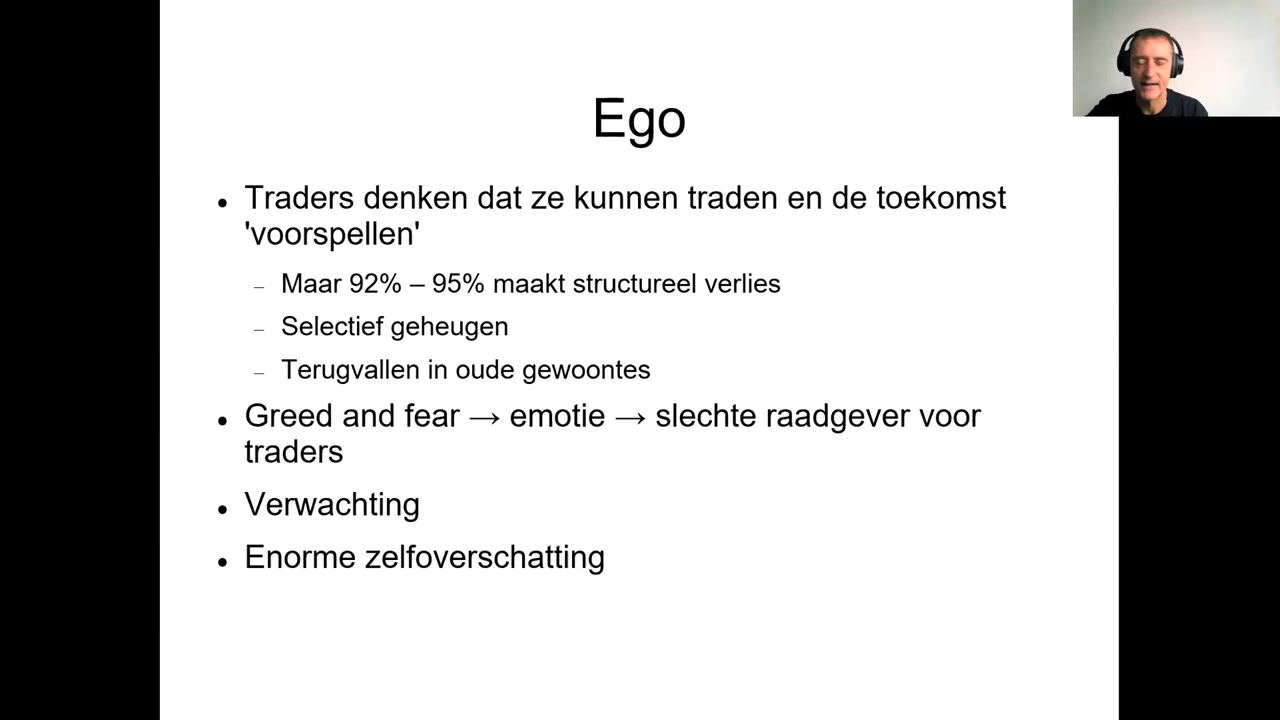 Ego
• Traders denken dat ze kunnen traden en de toekomst
'voorspellen'
– Maar 92% – 95% maakt structureel verlies
– Selectief geheugen
– Terugvallen in oude gewoontes
• Greed and fear → emotie → slechte raadgever voor
traders
• Verwachting
• Enorme zelfoverschatting